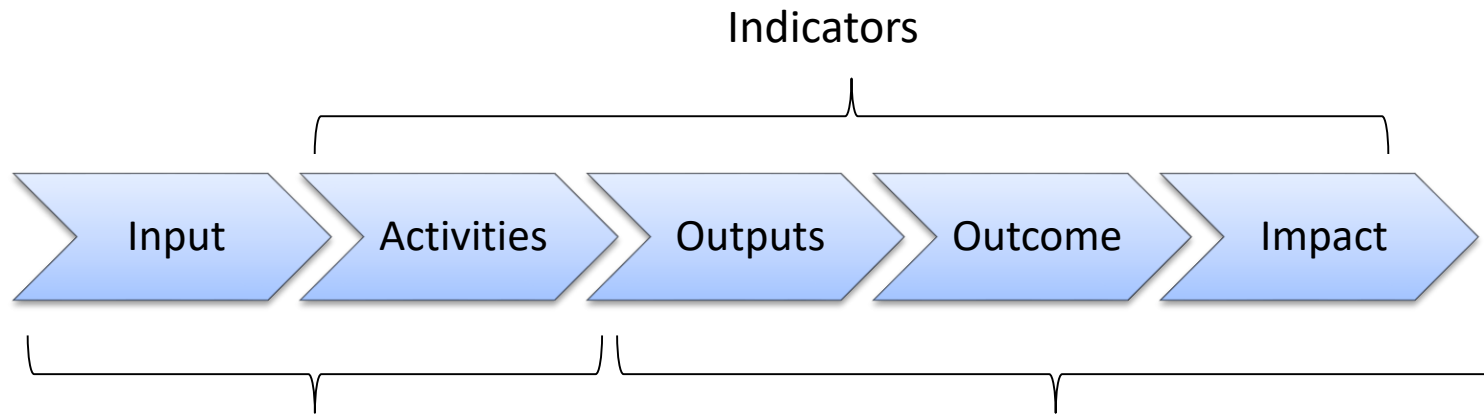 Indicators
Input
Activities
Outputs
Outcome
Impact